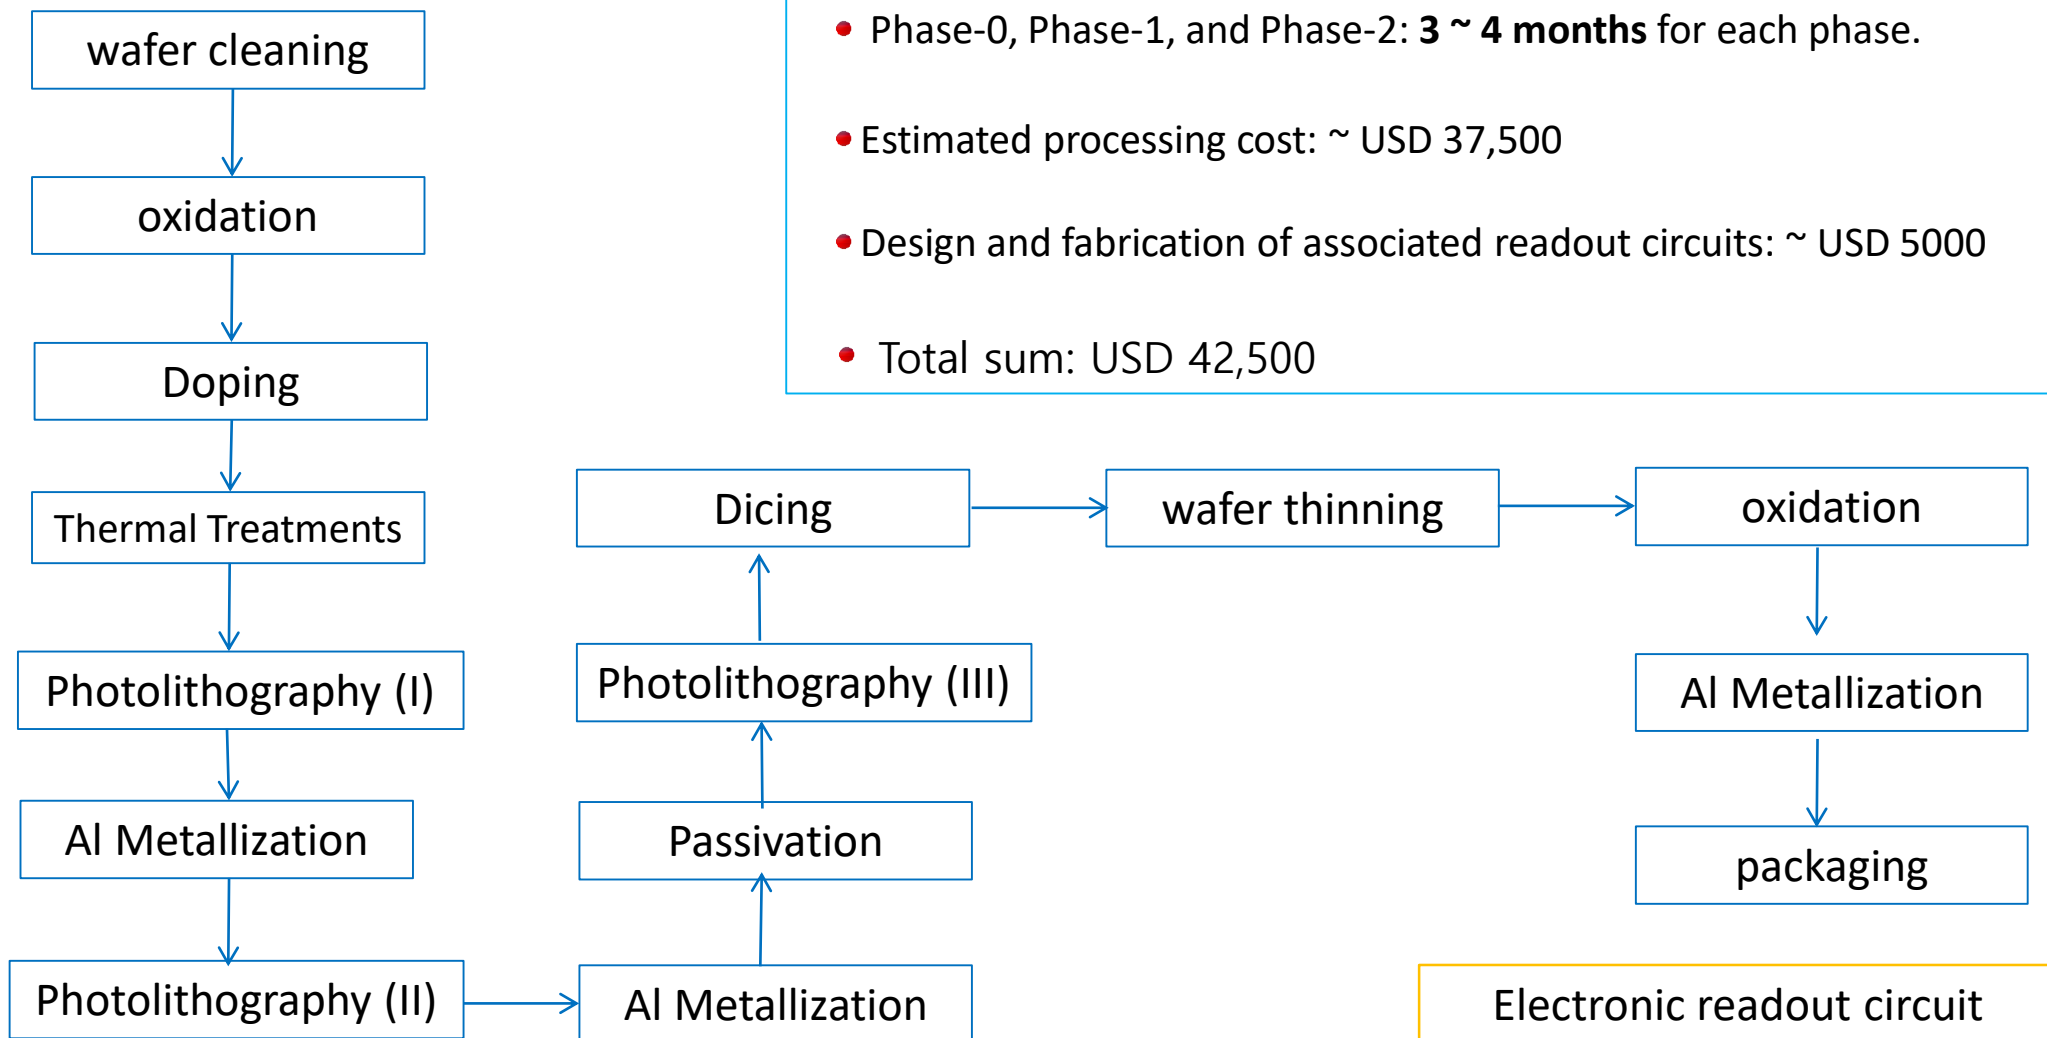 wafer cleaning
oxidation
Doping
Thermal Treatments
Photolithography (I)
Al Metallization
Photolithography (II)
Al Metallization
Passivation
Photolithography (III)
Dicing
wafer thinning
oxidation
Al Metallization
packaging
Phase-0, Phase-1, and Phase-2: 3 ~ 4 months for each phase.
Estimated processing cost: ~ USD 37,500
Design and fabrication of associated readout circuits: ~ USD 5000
Total sum: USD 42,500
Electronic readout circuit